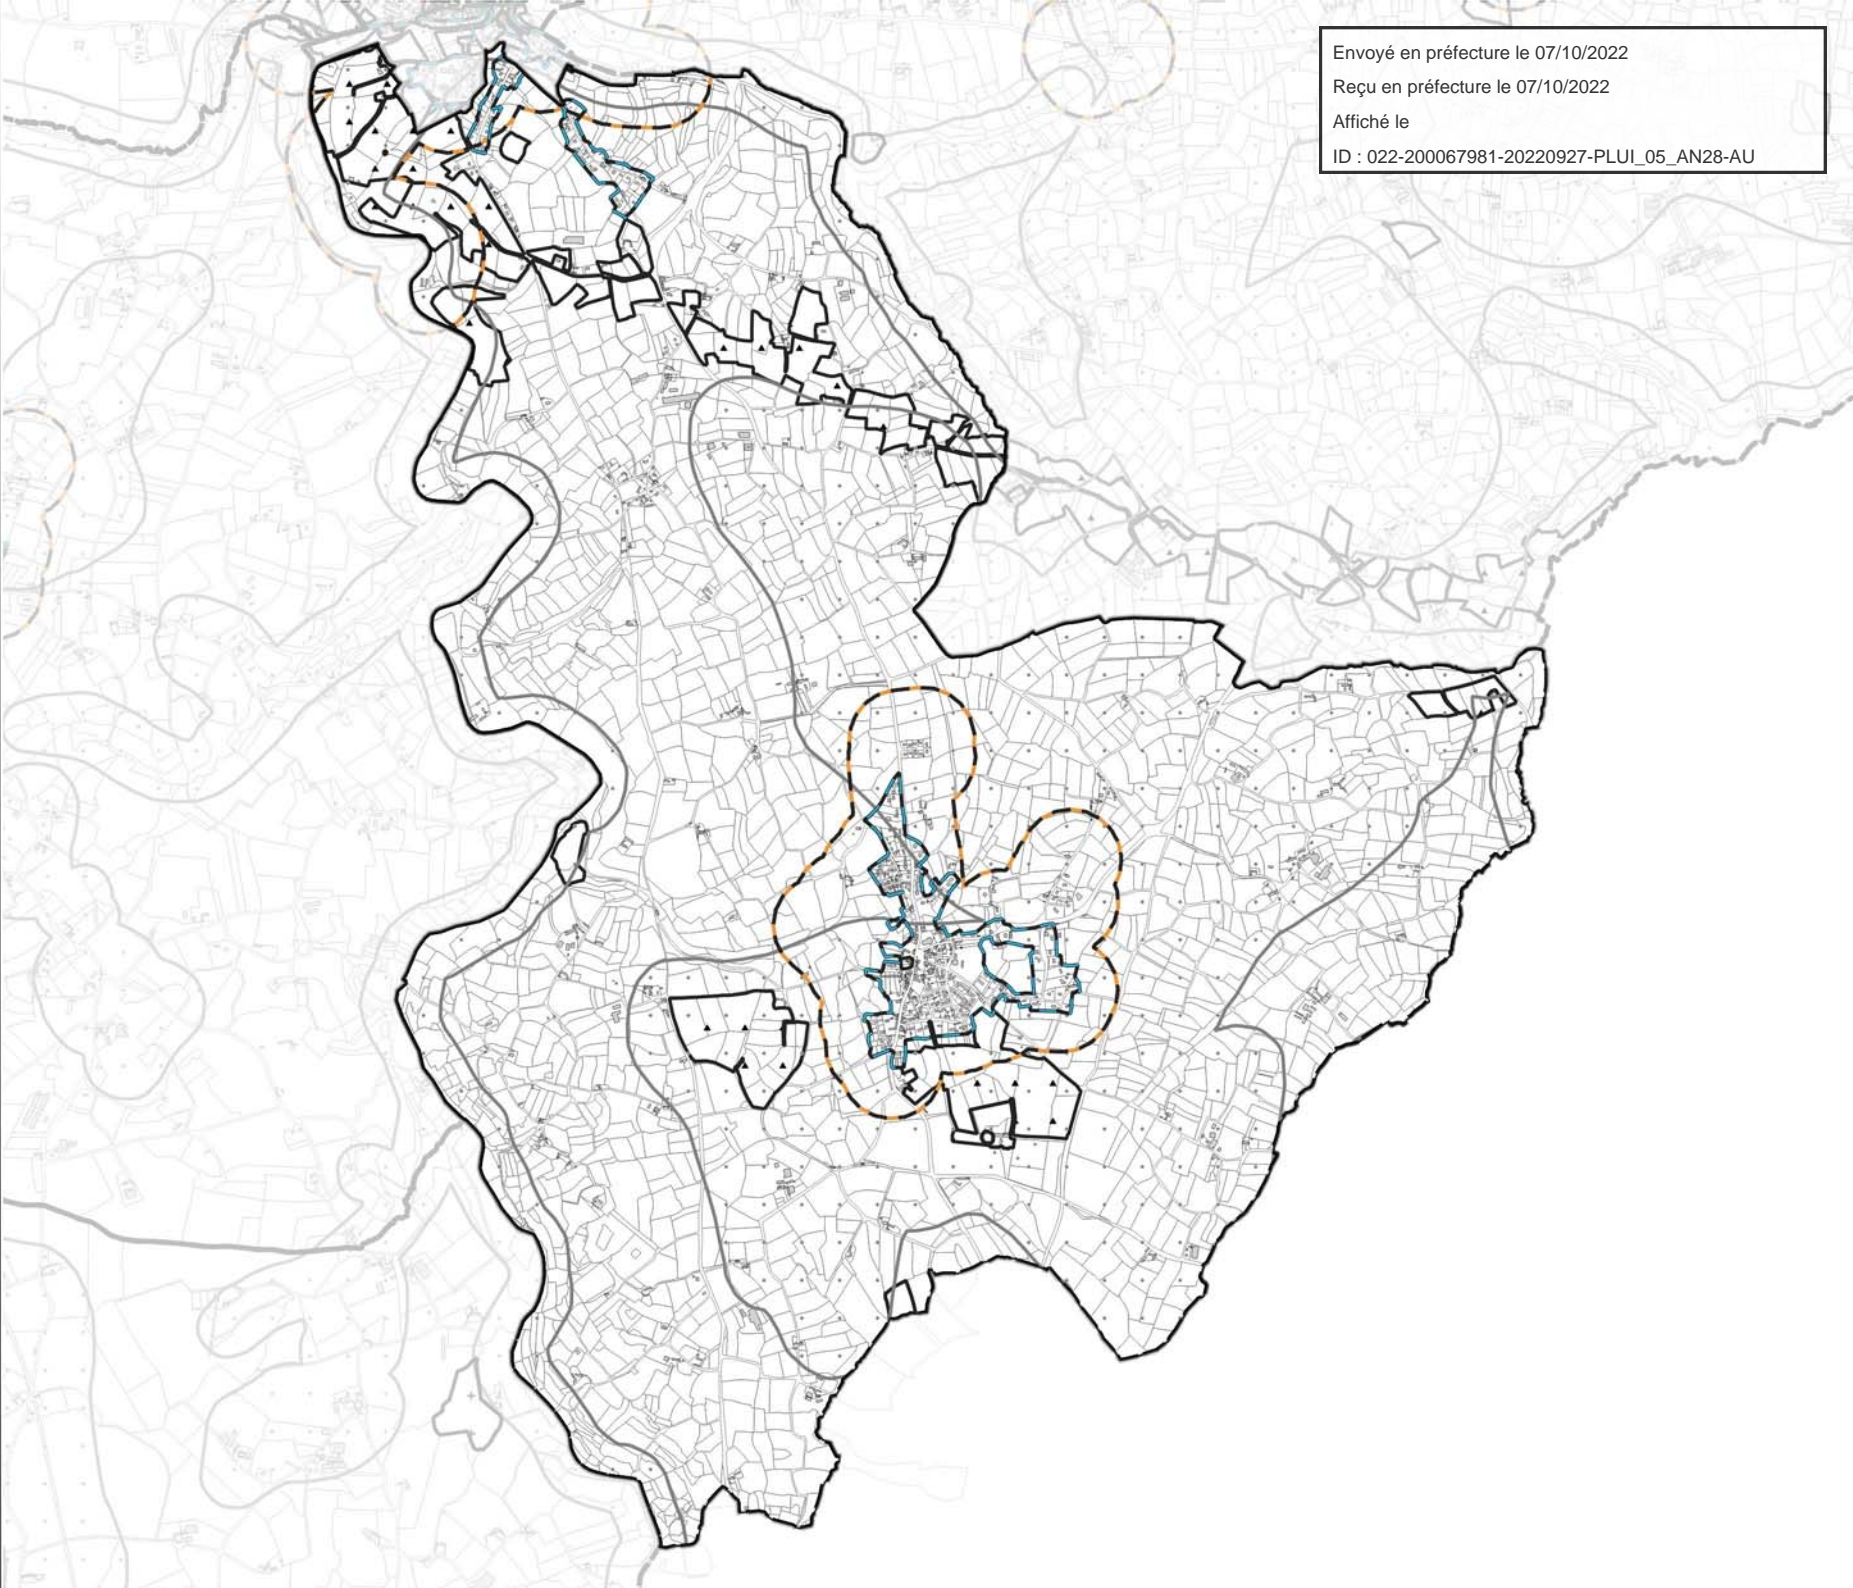 Envoyé en préfecture le 07/10/2022
Reçu en préfecture le 07/10/2022
Affiché le
ID : 022-200067981-20220927-PLUI_05_AN28-AU